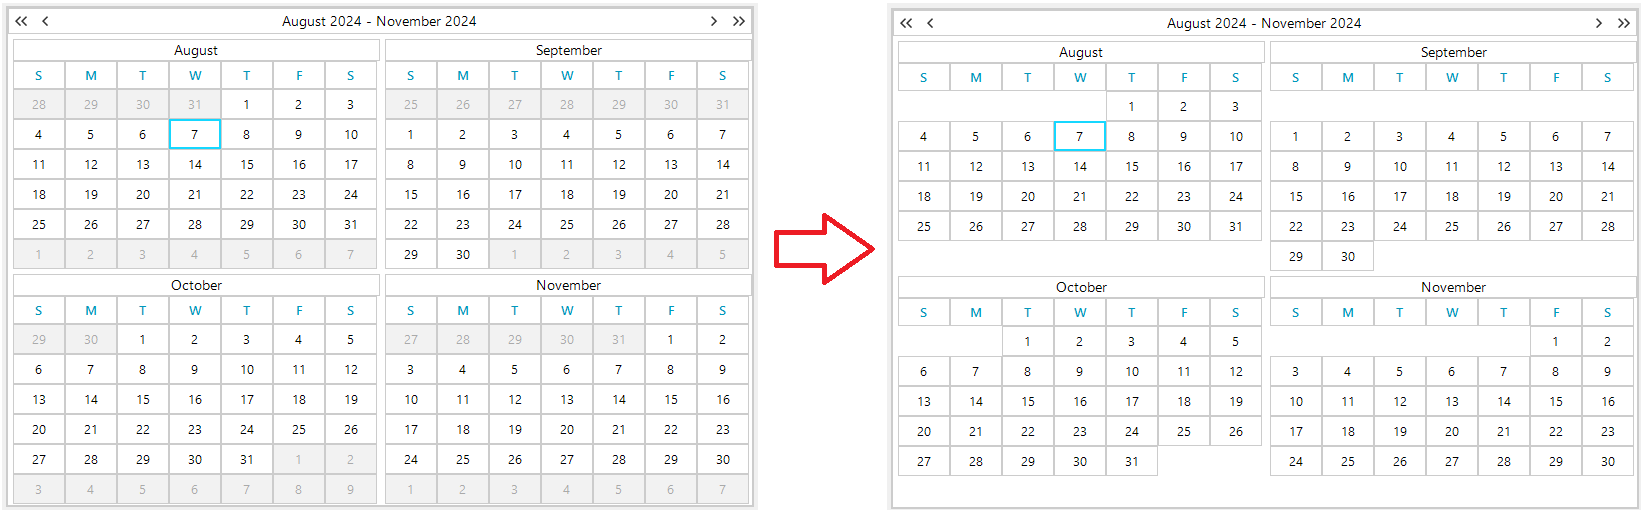 August 2024 - November 2024
August
S M T W T F S
28 29 30 31 1 2 3
4 5 6 7 8 9 10
11 12 13 14 15 16 17
18 19 20 21 22 23 24
25 26 27 28 29 30 31
1 2 3 4 5 6 7
September
S M T W T F S
25 26 27 28 29 30 31
1 2 3 4 5 6 7
8 9 10 11 12 13 14
15 16 17 18 19 20 21
22 23 24 25 26 27 28
29 30 1 2 3 4 5
October
S M T W T F S
29 30 1 2 3 4 5
6 7 8 9 10 11 12
13 14 15 16 17 18 19
20 21 22 23 24 25 26
27 28 29 30 31 1 2
3 4 5 6 7 8 9
November
S M T W T F S
27 28 29 30 31 1 2
3 4 5 6 7 8 9
10 11 12 13 14 15 16
17 18 19 20 21 22 23
24 25 26 27 28 29 30
1 2 3 4 5 6 7
August 2024 - November 2024
August
S M T W T F S
1 2 3
4 5 6 7 8 9 10
11 12 13 14 15 16 17
18 19 20 21 22 23 24
25 26 27 28 29 30 31
September
S M T W T F S
1 2 3 4 5 6 7
8 9 10 11 12 13 14
15 16 17 18 19 20 21
22 23 24 25 26 27 28
29 30
October
S M T W T F S
1 2 3 4 5
6 7 8 9 10 11 12
13 14 15 16 17 18 19
20 21 22 23 24 25 26
27 28 29 30 31
November
S M T W T F S
1 2
3 4 5 6 7 8 9
10 11 12 13 14 15 16
17 18 19 20 21 22 23
24 25 26 27 28 29 30